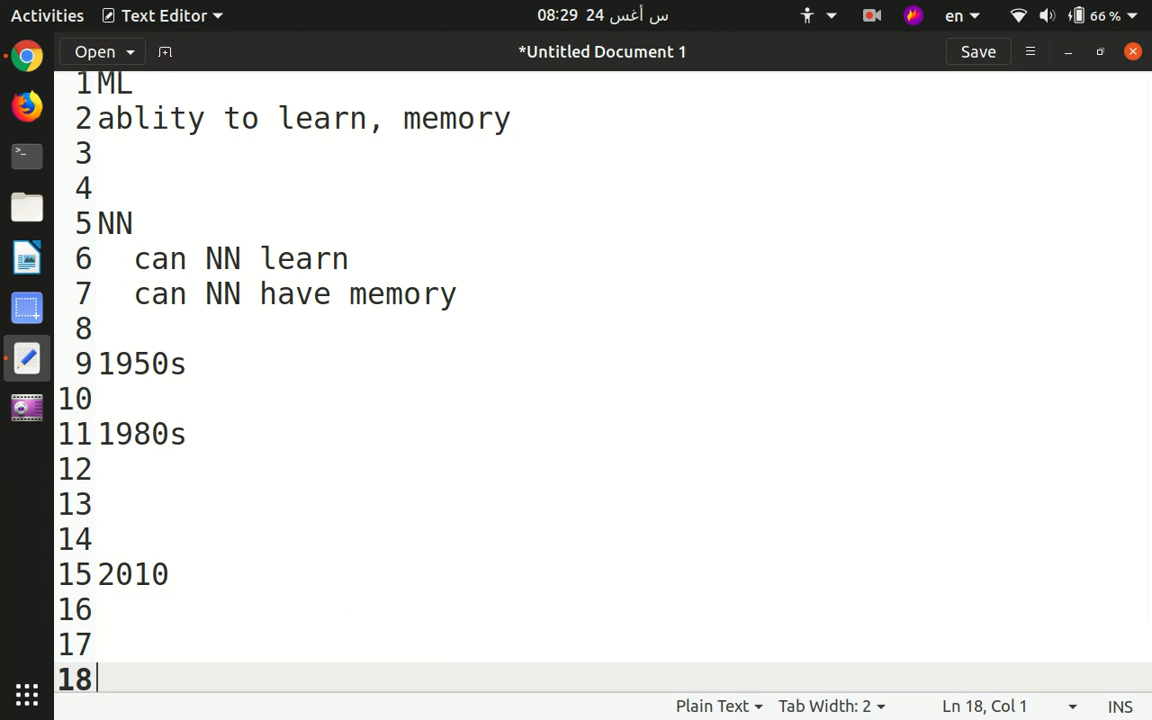 Activities Text Editor 08:29 24 س أغس en 66 %
Open *Untitled Document 1 Save
1 ML
2 ablity to learn, memory
3
4
5 NN
6 can NN learn
7 can NN have memory
8
9 1950s
10
11 1980s
12
13
14
15 2010
16
17
18
Plain Text Tab Width: 2 Ln 18, Col 1 INS